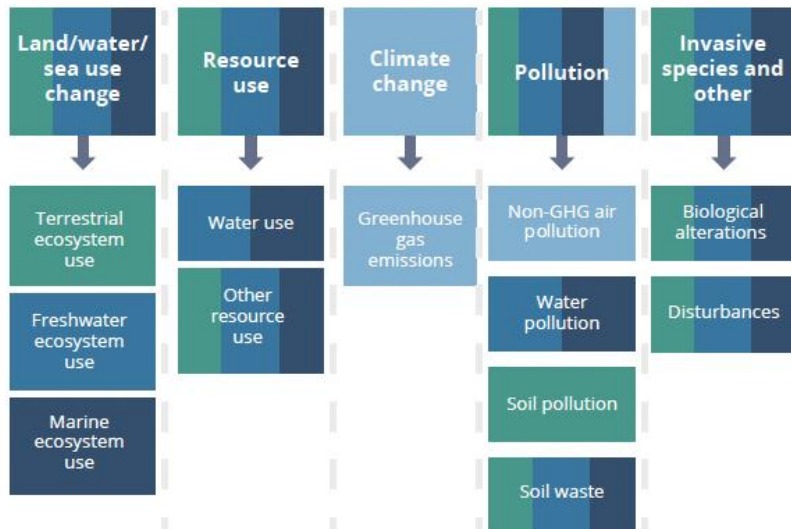 Land/water/
sea use
change
Terrestrial
ecosystem
use
Freshwater
ecosystem
use
Marine
ecosystem
use
Resource
use
Water use
Other
resource
use
Climate
change
Greenhouse
gas
emissions
Pollution
Non-GHG air
pollution
Water
pollution
Soil pollution
Soil waste
Invasive
species and
other
Biological
alterations
Disturbances